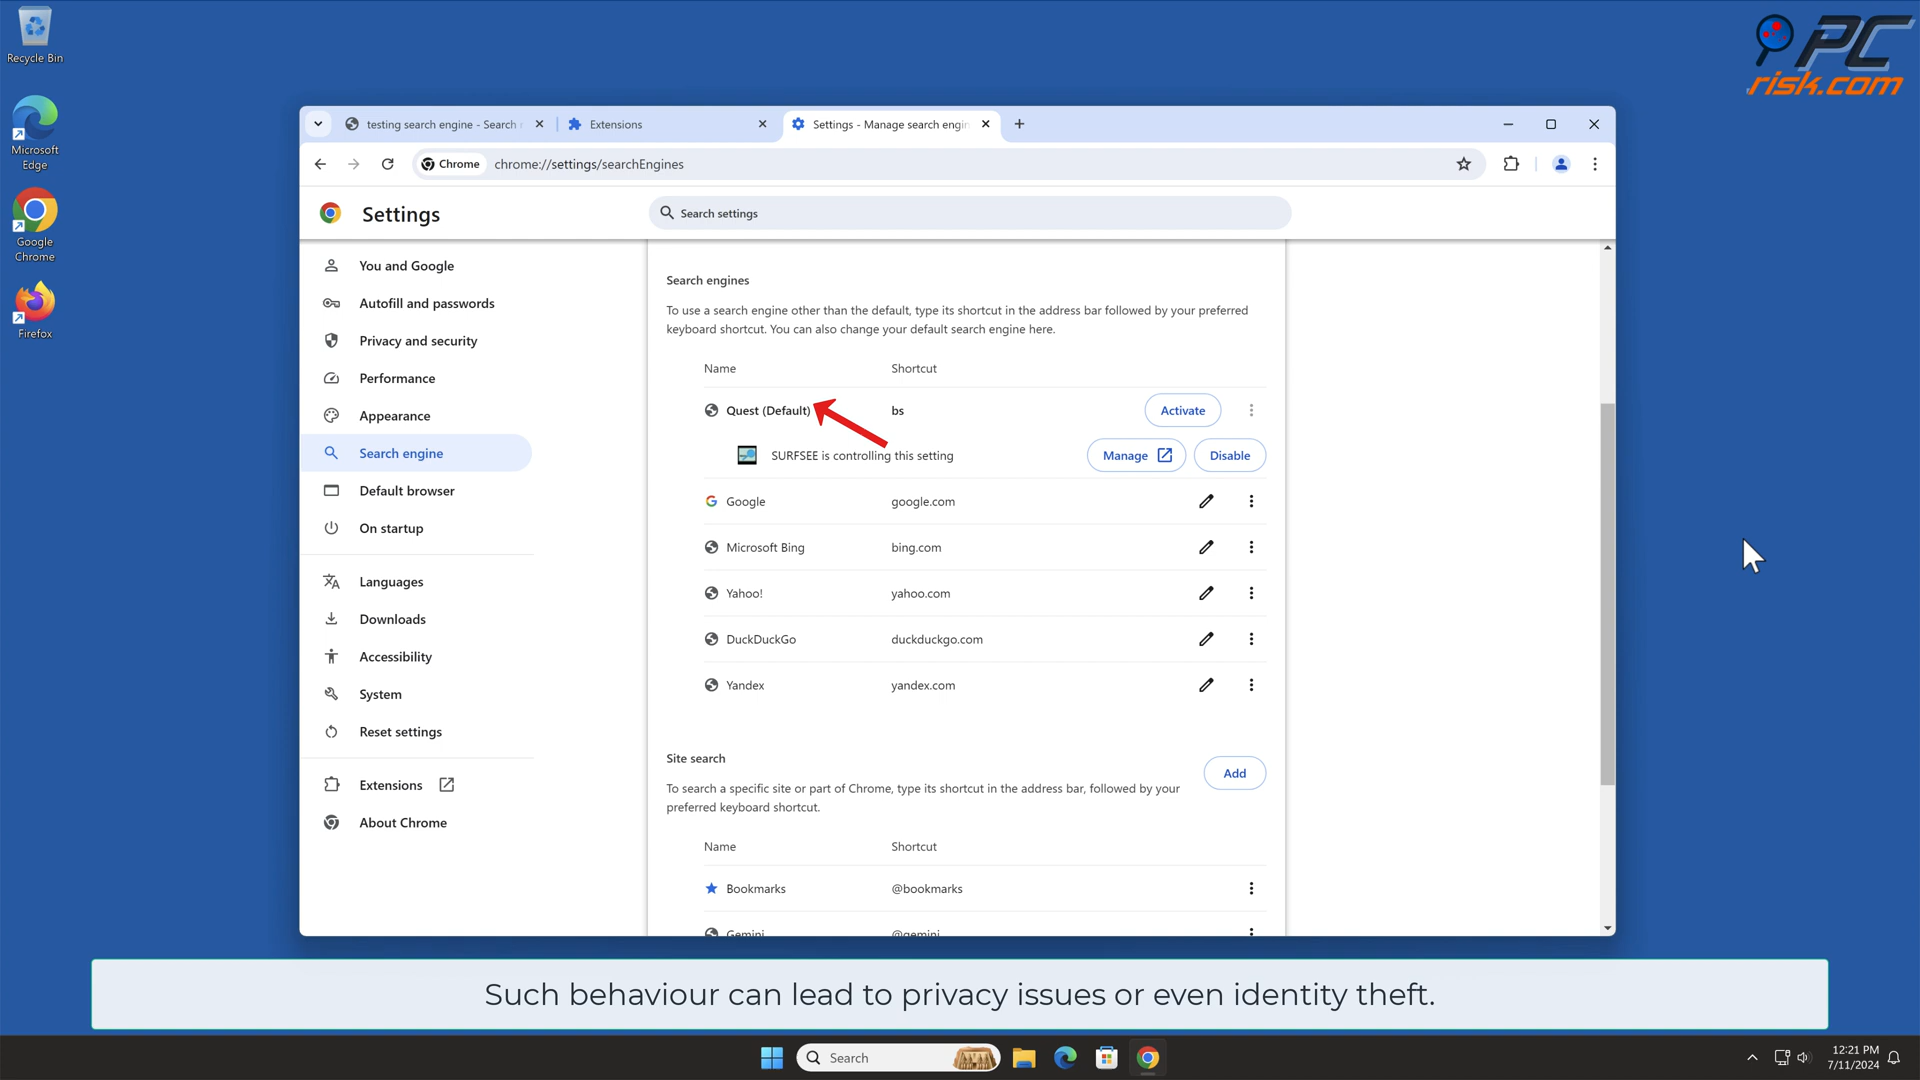 Recycle Bin
Microsoft
Edge
Google
Chrome
Firefox
PC
risk.com
testing search engine - Search r
Extensions
Settings - Manage search engin
Chrome
chrome://settings/searchEngines
Settings
Search settings
You and Google
Autofill and passwords
Privacy and security
Performance
Appearance
Search engine
Default browser
On startup
Languages
Downloads
Accessibility
System
Reset settings
Extensions
About Chrome
Search engines
To use a search engine other than the default, type its shortcut in the address bar followed by your preferred
keyboard shortcut. You can also change your default search engine here.
Name Shortcut
Quest (Default) bs Activate
SURFSEE is controlling this setting Manage Disable
Google google.com
Microsoft Bing bing.com
Yahoo! yahoo.com
DuckDuckGo duckduckgo.com
Yandex yandex.com
Site search
Add
To search a specific site or part of Chrome, type its shortcut in the address bar, followed by your
preferred keyboard shortcut.
Name Shortcut
Bookmarks @bookmarks
Gemini @gemini
Such behaviour can lead to privacy issues or even identity theft.
Search
12:21 PM
7/11/2024